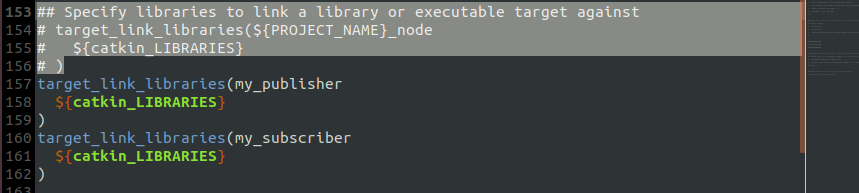 153 ## Specify libraries to link a library or executable target against
154 # target_link_libraries(${PROJECT_NAME}_node
155 #   ${catkin_LIBRARIES}
156 # )
157 target_link_libraries(my_publisher
158   ${catkin_LIBRARIES}
159 )
160 target_link_libraries(my_subscriber
161   ${catkin_LIBRARIES}
162 )
163